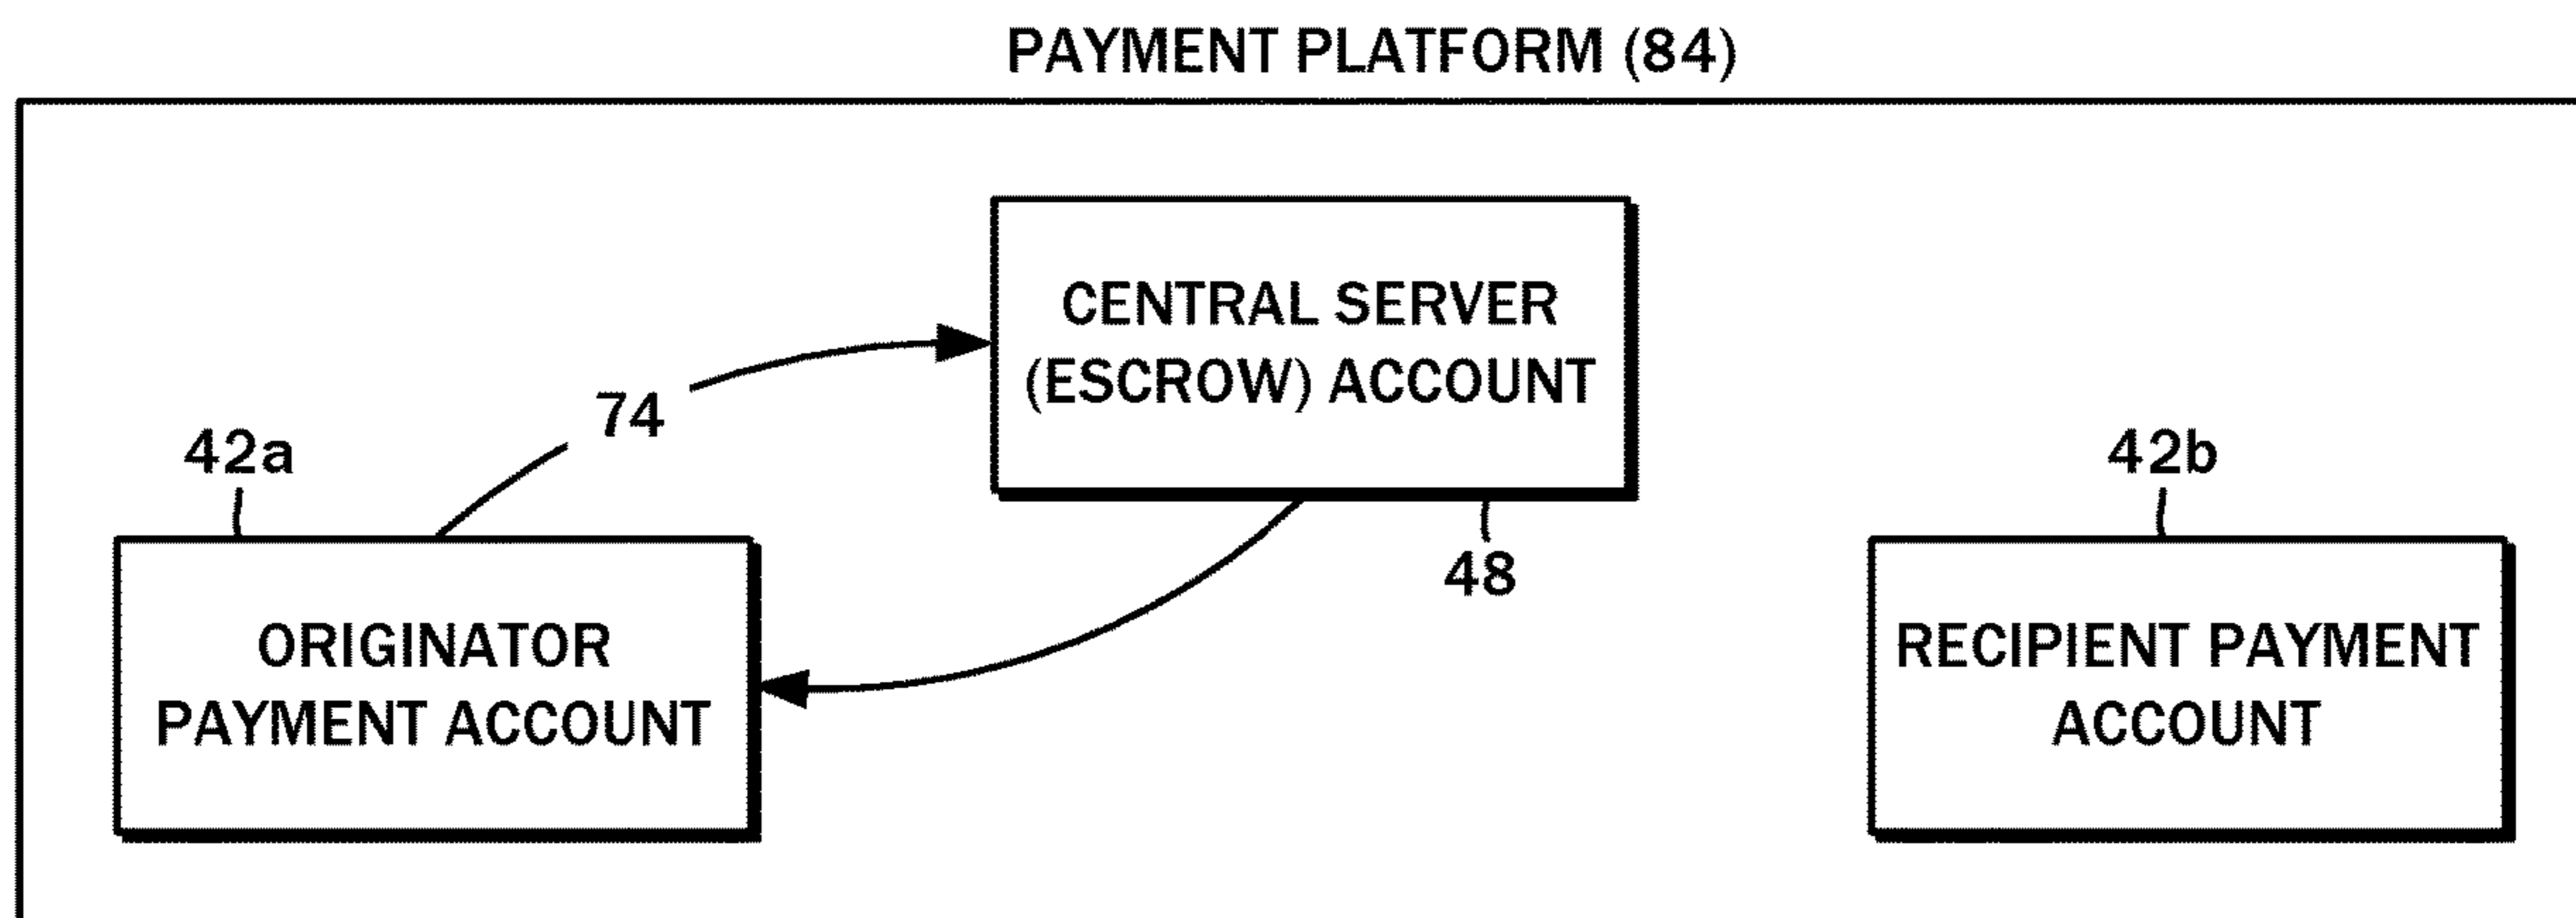 PAYMENT PLATFORM (84)
CENTRAL SERVER
(ESCROW) ACCOUNT
74
42a
42b
48
ORIGINATOR
PAYMENT ACCOUNT
RECIPIENT PAYMENT
ACCOUNT